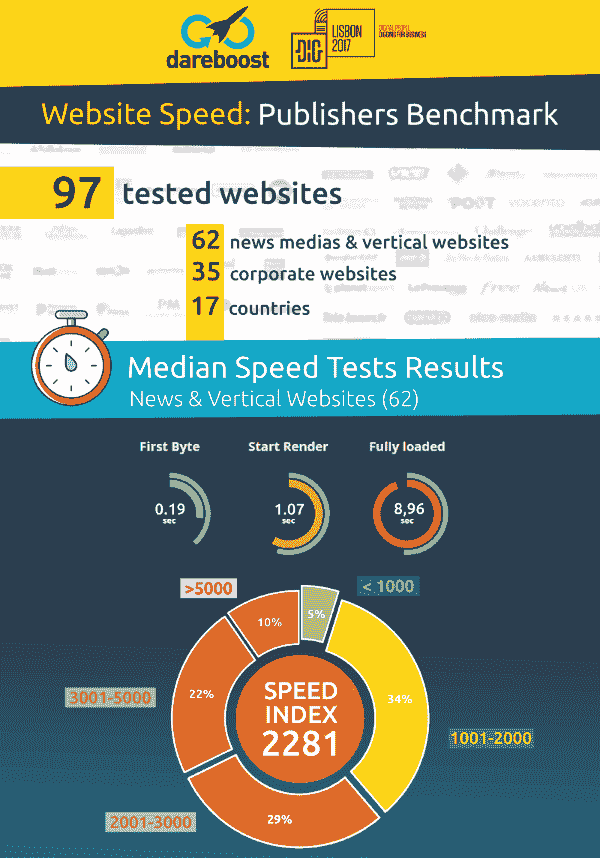 dareboost
DIG
LISBON
2017
DIGGING FOR BUSINESS
Website Speed: Publishers Benchmark
97 tested websites
62 news medias & vertical websites
35 corporate websites
17 countries
Median Speed Tests Results
News & Vertical Websites (62)
First Byte
Start Render
Fully loaded
0.19
sec
1.07
sec
8,96
sec
>5000
< 1000
10%
5%
3001-5000
22%
34%
SPEED
INDEX
2281
1001-2000
2001-3000
29%